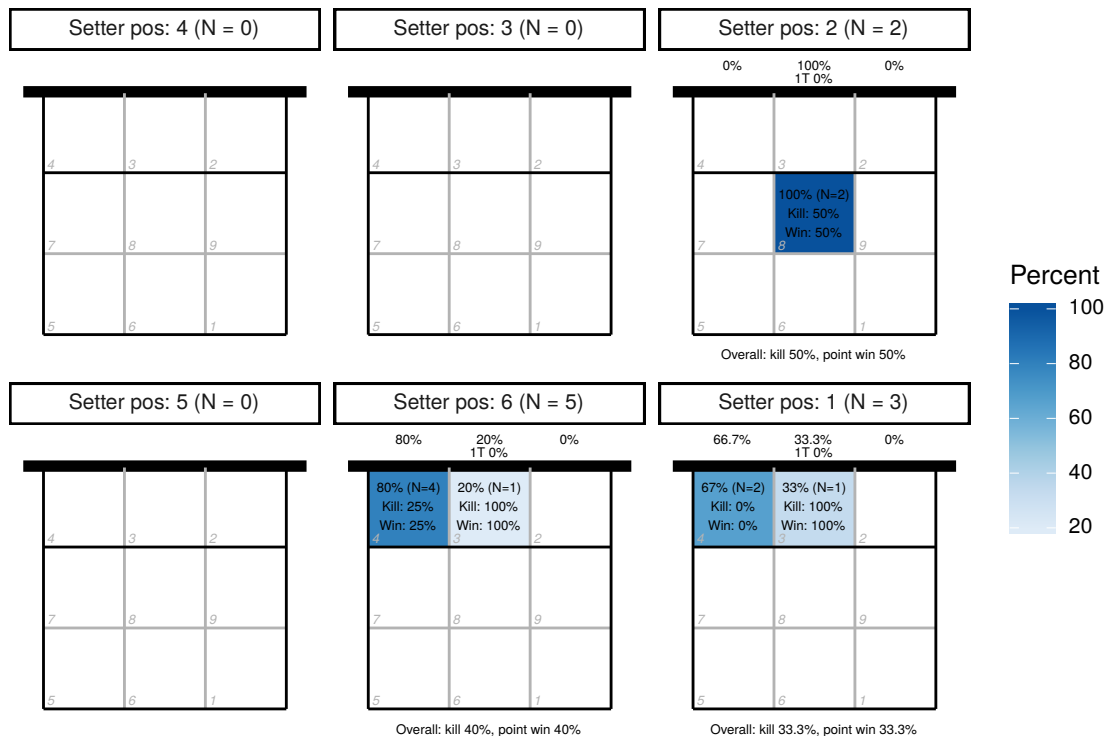 Setter pos: 4 (N = 0)
Setter pos: 3 (N = 0)
Setter pos: 2 (N = 2)
0%
100%
0%
1T 0%
4
3
2
4
3
2
4
3
2
100% (N=2)
Kill: 50%
Win: 50%
7
8
9
7
8
9
7
8
9
5
6
1
5
6
1
5
6
1
Overall: kill 50%, point win 50%
Percent
100
80
60
40
20
Setter pos: 5 (N = 0)
Setter pos: 6 (N = 5)
Setter pos: 1 (N = 3)
80%
20%
0%
1T 0%
66.7%
33.3%
0%
1T 0%
80% (N=4)
Kill: 25%
Win: 25%
20% (N=1)
Kill: 100%
Win: 100%
67% (N=2)
Kill: 0%
Win: 0%
33% (N=1)
Kill: 100%
Win: 100%
4
3
2
4
3
2
4
3
2
7
8
9
7
8
9
7
8
9
5
6
1
5
6
1
5
6
1
Overall: kill 40%, point win 40%
Overall: kill 33.3%, point win 33.3%